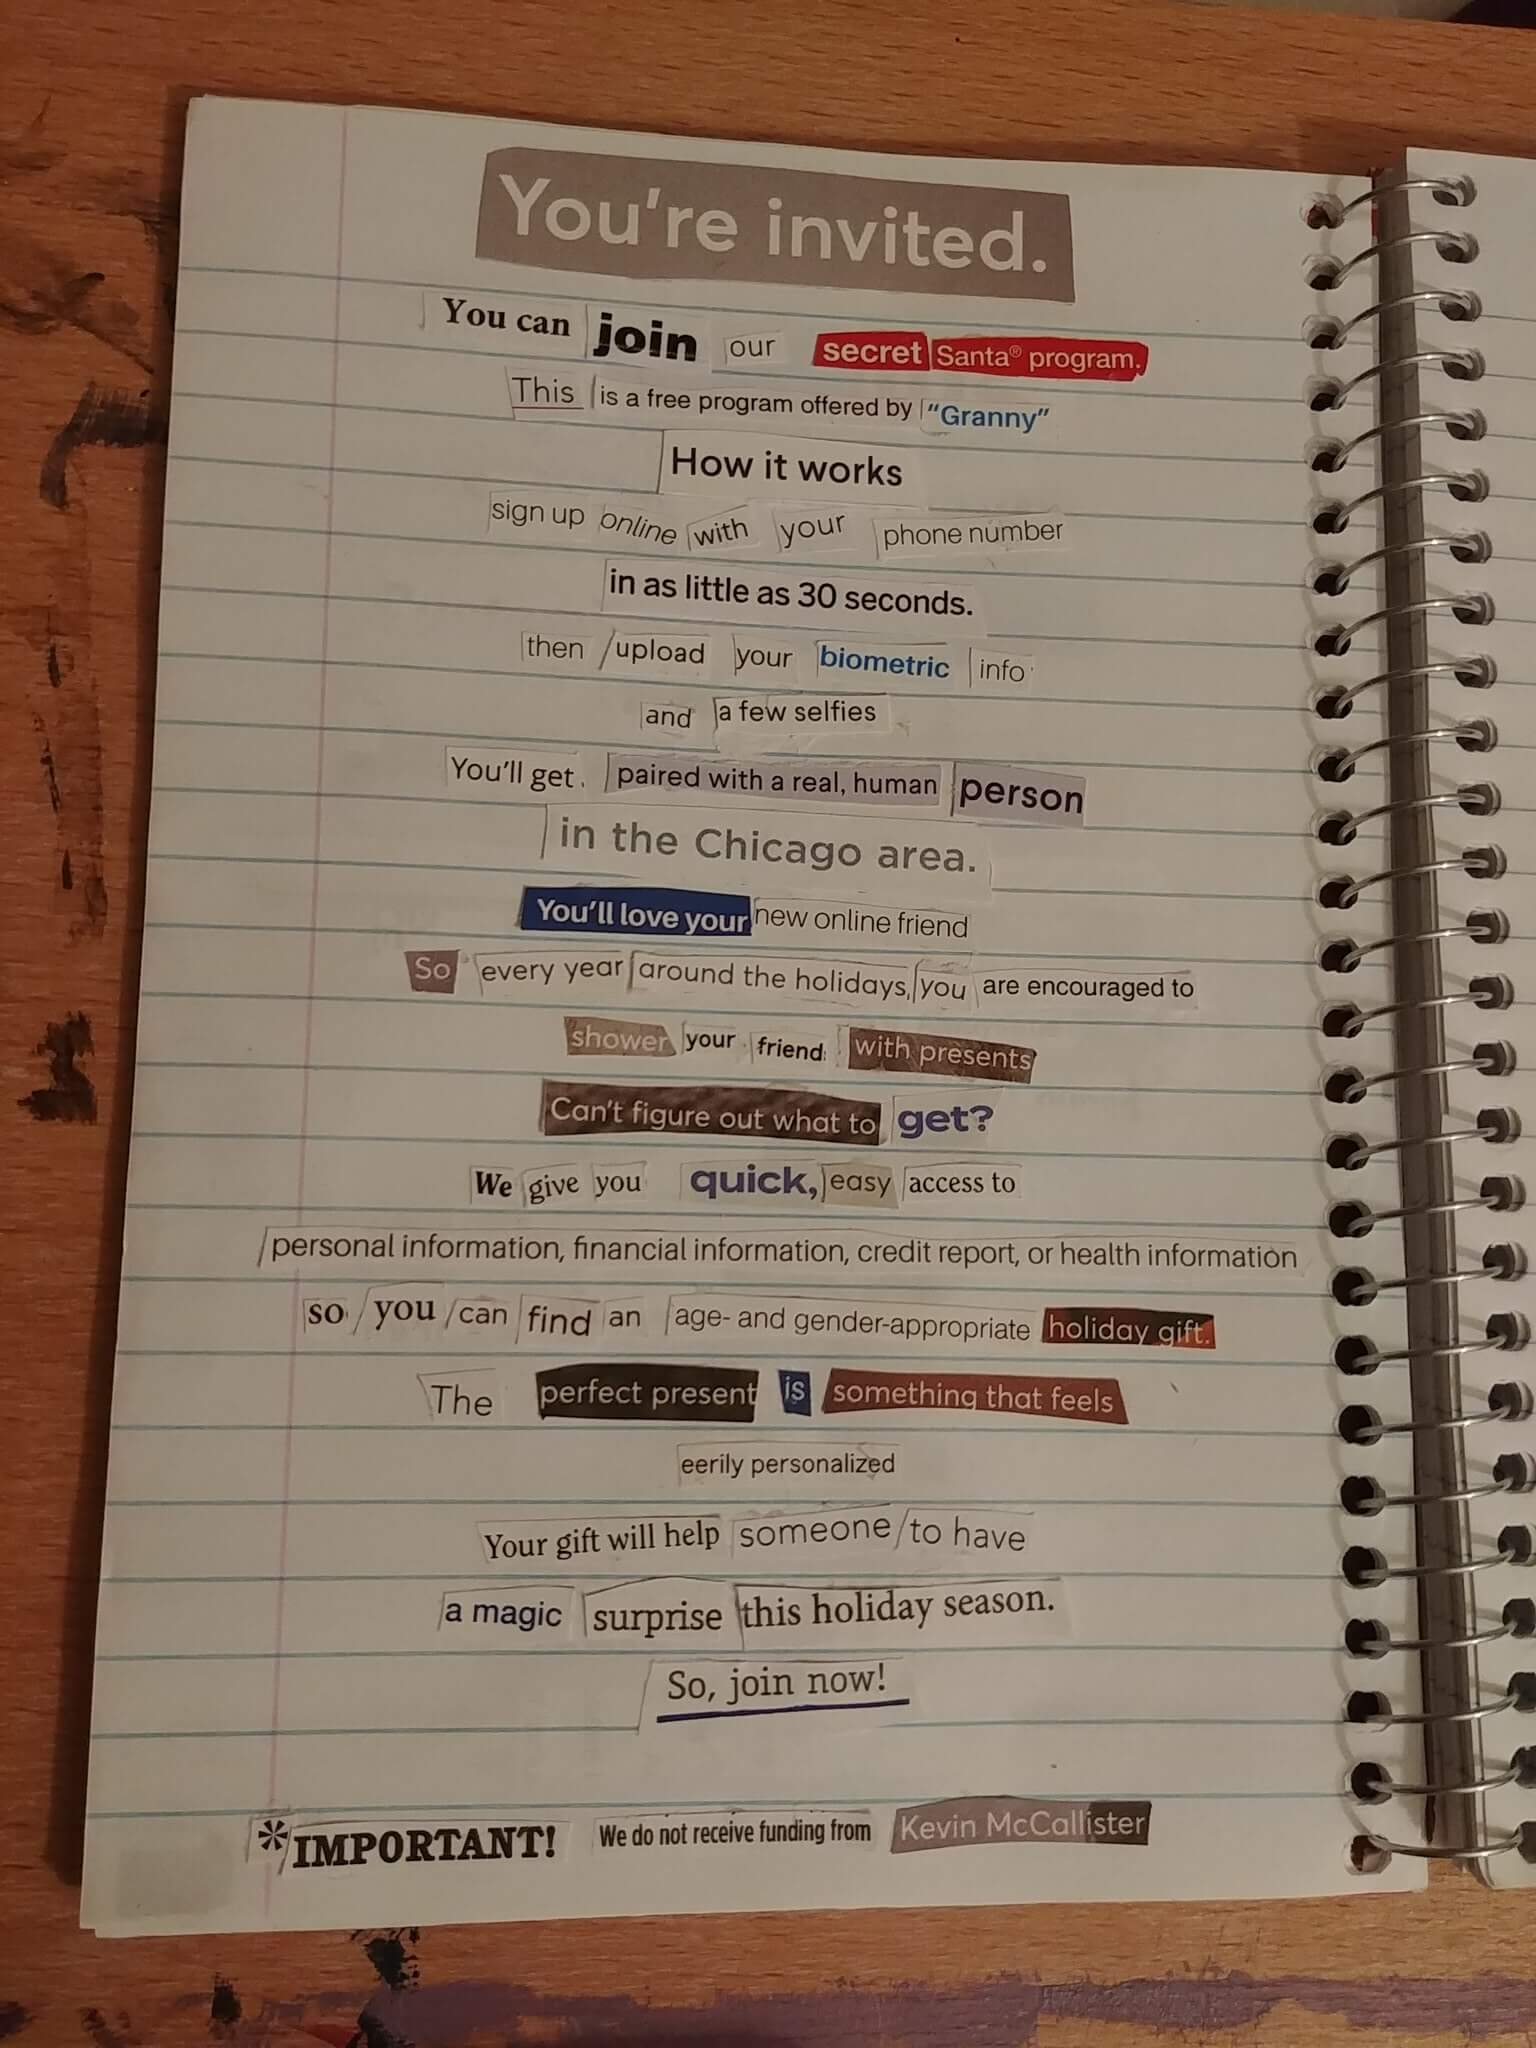 You're invited.
You can join our secret Santa® program.
This is a free program offered by "Granny"
How it works
sign up online with your phone number
in as little as 30 seconds.
then upload your biometric info
and a few selfies
You'll get paired with a real, human person
in the Chicago area.
You'll love your new online friend
So every year around the holidays, you are encouraged to
shower your friend with presents
Can't figure out what to get?
We give you quick, easy access to
personal information, financial information, credit report, or health information
so you can find an age- and gender-appropriate holiday gift.
The perfect present is something that feels
eerily personalized
Your gift will help someone to have
a magic surprise this holiday season.
So, join now!
*IMPORTANT! We do not receive funding from Kevin McCallister